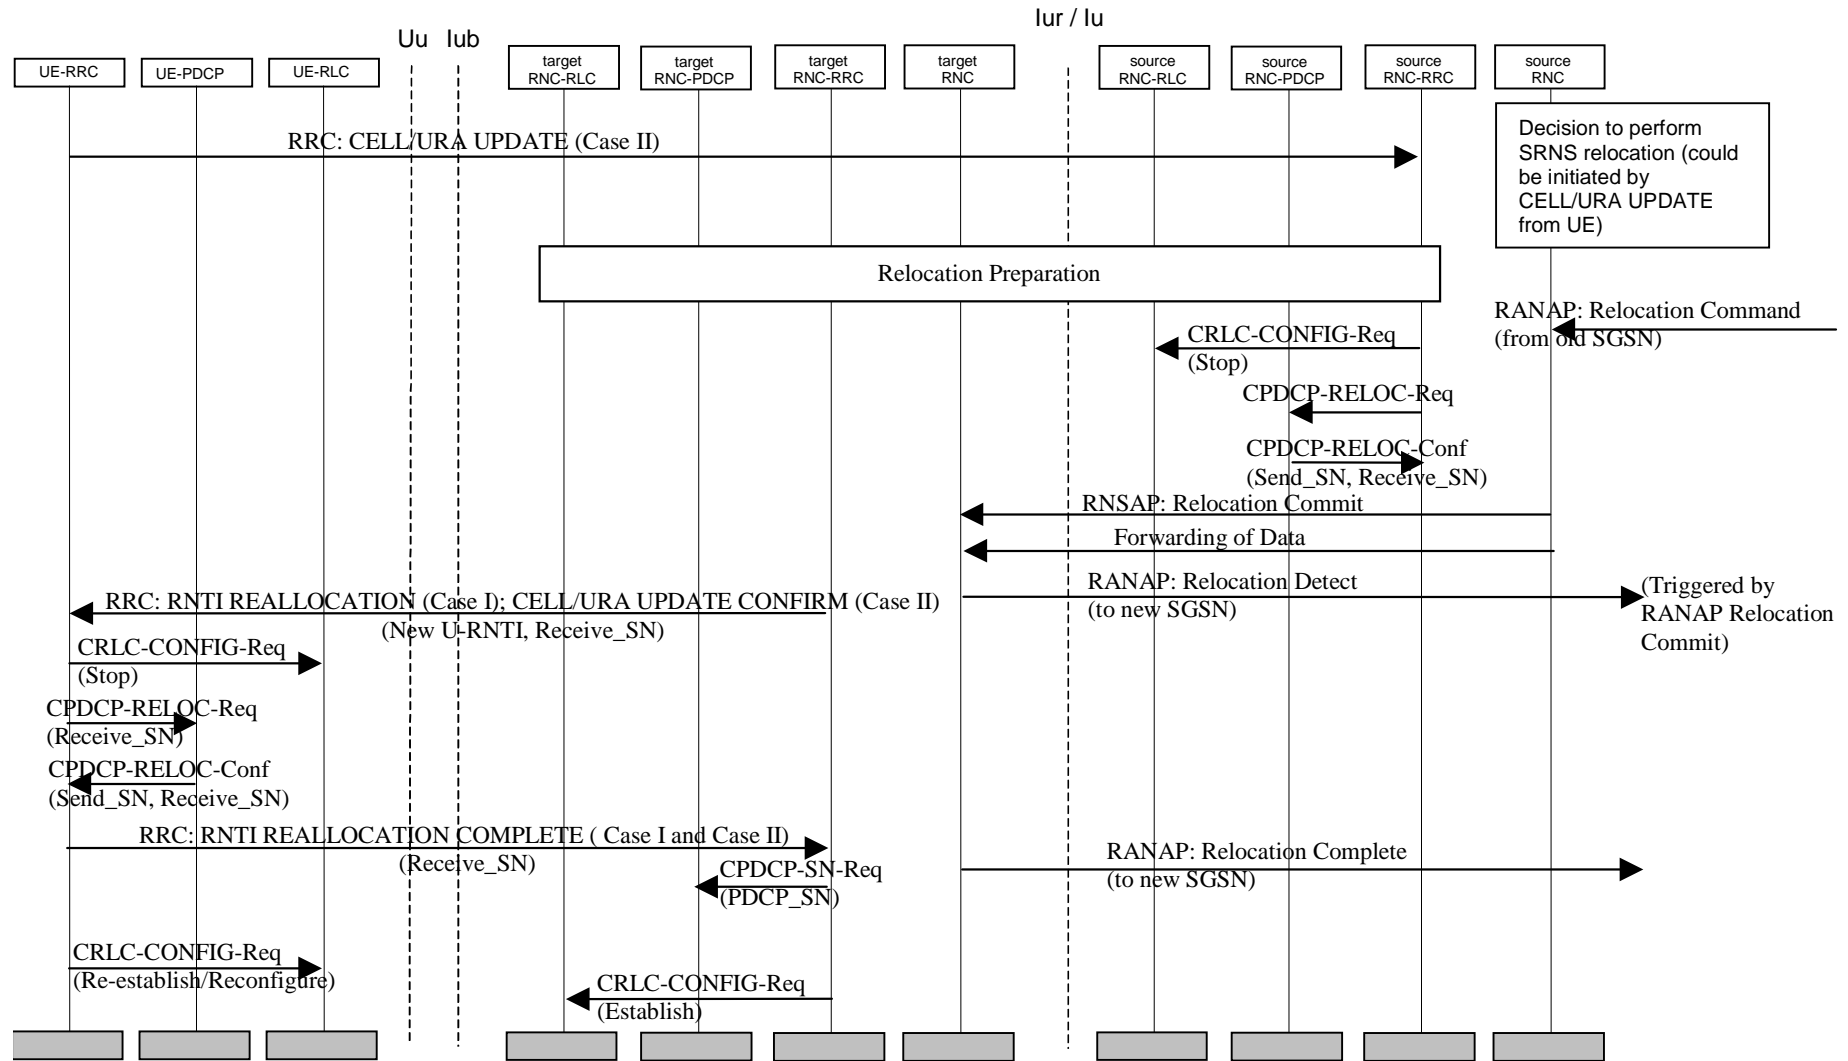 Iur / Iu
Uu
Iub
UE-RRC
UE-PDCP
UE-RLC
target
RNC-RLC
target
RNC-PDCP
target
RNC-RRC
target
RNC
source
RNC-RLC
source
RNC-PDCP
source
RNC-RRC
source
RNC
RRC: CELL/URA UPDATE (Case II)
Decision to perform
SRNS relocation (could
be initiated by
CELL/URA UPDATE
from UE)
Relocation Preparation
RANAP: Relocation Command
(from old SGSN)
CRLC-CONFIG-Req
(Stop)
CPDCP-RELOC-Req
CPDCP-RELOC-Conf
(Send_SN, Receive_SN)
RNSAP: Relocation Commit
Forwarding of Data
RANAP: Relocation Detect
(to new SGSN)
(Triggered by
RANAP Relocation
Commit)
RRC: RNTI REALLOCATION (Case I); CELL/URA UPDATE CONFIRM (Case II)
(New U-RNTI, Receive_SN)
CRLC-CONFIG-Req
(Stop)
CPDCP-RELOC-Req
(Receive_SN)
CPDCP-RELOC-Conf
(Send_SN, Receive_SN)
RRC: RNTI REALLOCATION COMPLETE ( Case I and Case II)
(Receive_SN)
RANAP: Relocation Complete
(to new SGSN)
CPDCP-SN-Req
(PDCP_SN)
CRLC-CONFIG-Req
(Re-establish/Reconfigure)
CRLC-CONFIG-Req
(Establish)